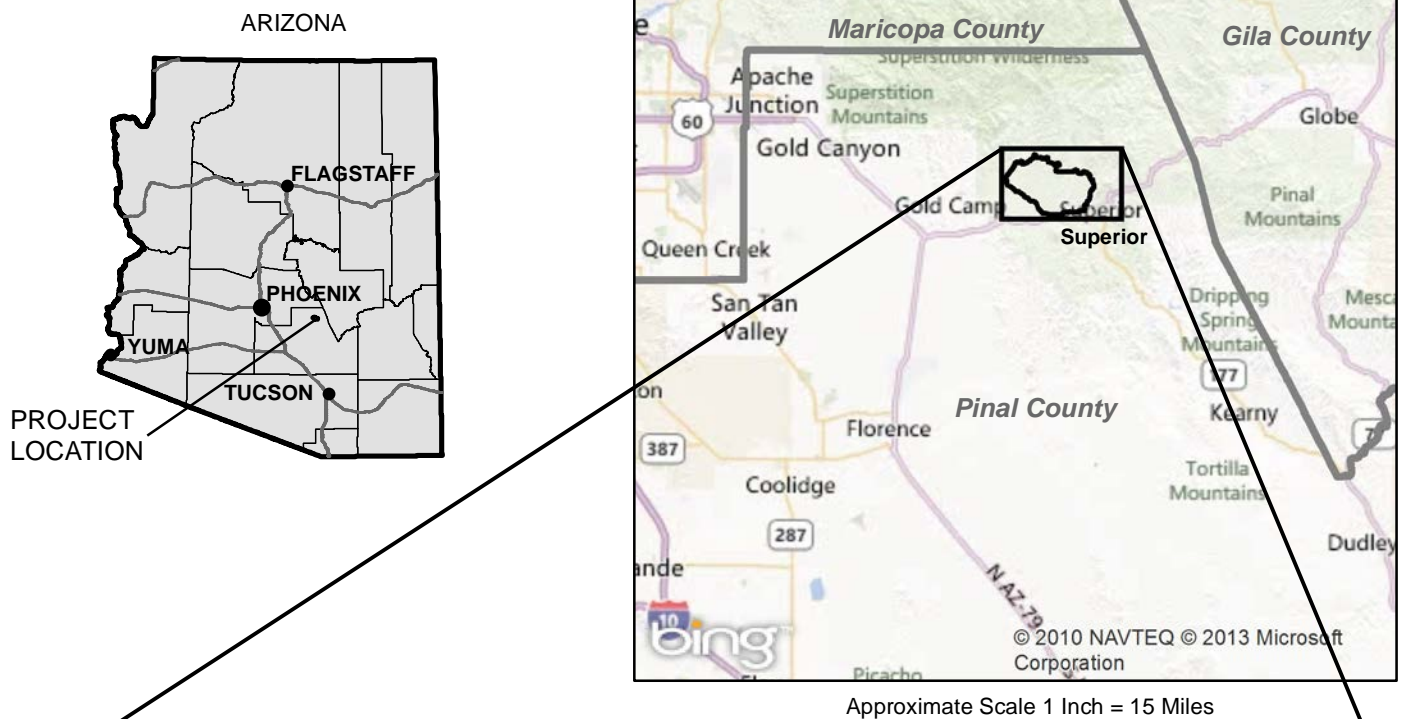 ARIZONA
FLAGSTAFF
PHOENIX
YUMA
TUCSON
PROJECT
LOCATION
Maricopa County
Gila County
Superstition Wilderness
Apache
Junction
Superstition
Mountains
60
Globe
Gold Canyon
Pinal
Mountains
Gold Camp
Superior
Superior
Queen Creek
San Tan
Valley
Dripping
Spring
Mountains
177
Kearny
Pinal County
Florence
387
Coolidge
Tortilla
Mountains
287
Dudley
N AZ-79
10
bing™
© 2010 NAVTEQ © 2013 Microsoft
Corporation
Picacho
Approximate Scale 1 Inch = 15 Miles